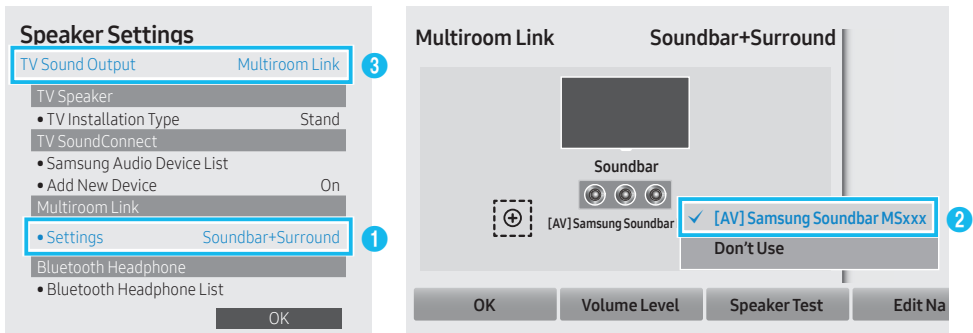 Speaker Settings
TV Sound Output Multiroom Link
3
TV Speaker
• TV Installation Type Stand
TV SoundConnect
• Samsung Audio Device List
• Add New Device On
Multiroom Link
• Settings Soundbar+Surround
1
Bluetooth Headphone
• Bluetooth Headphone List
OK
Multiroom Link Soundbar+Surround
Soundbar
[AV] Samsung Soundbar
✓ [AV] Samsung Soundbar MSxxx
2
Don't Use
OK Volume Level Speaker Test Edit Na